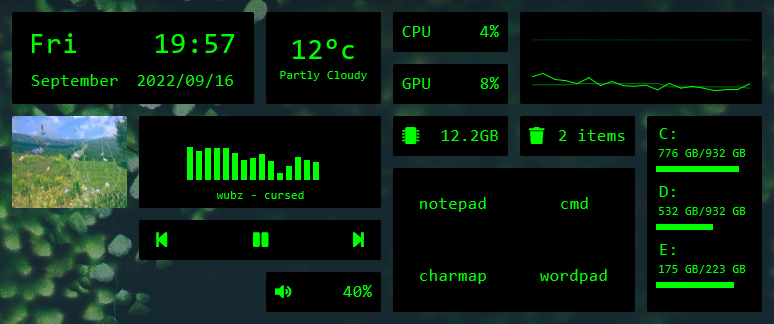 Fri 19:57
September 2022/09/16
12°c
Partly Cloudy
CPU 4%
GPU 8%
12.2GB
2 items
wubz - cursed
40%
notepad cmd
charmap wordpad
C:
776 GB/932 GB
D:
532 GB/932 GB
E:
175 GB/223 GB